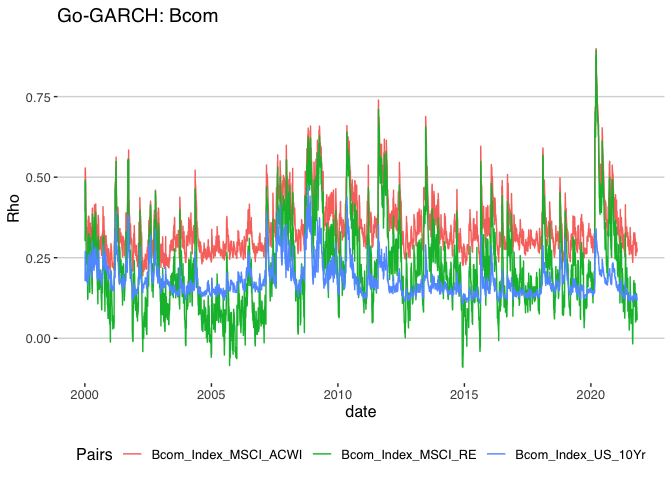 Go-GARCH: Bcom
0.75
0.50
0.25
0.00
Rho
2000 2005 2010 2015 2020
date
Pairs Bcom_Index_MSCI_ACWI Bcom_Index_MSCI_RE Bcom_Index_US_10Yr